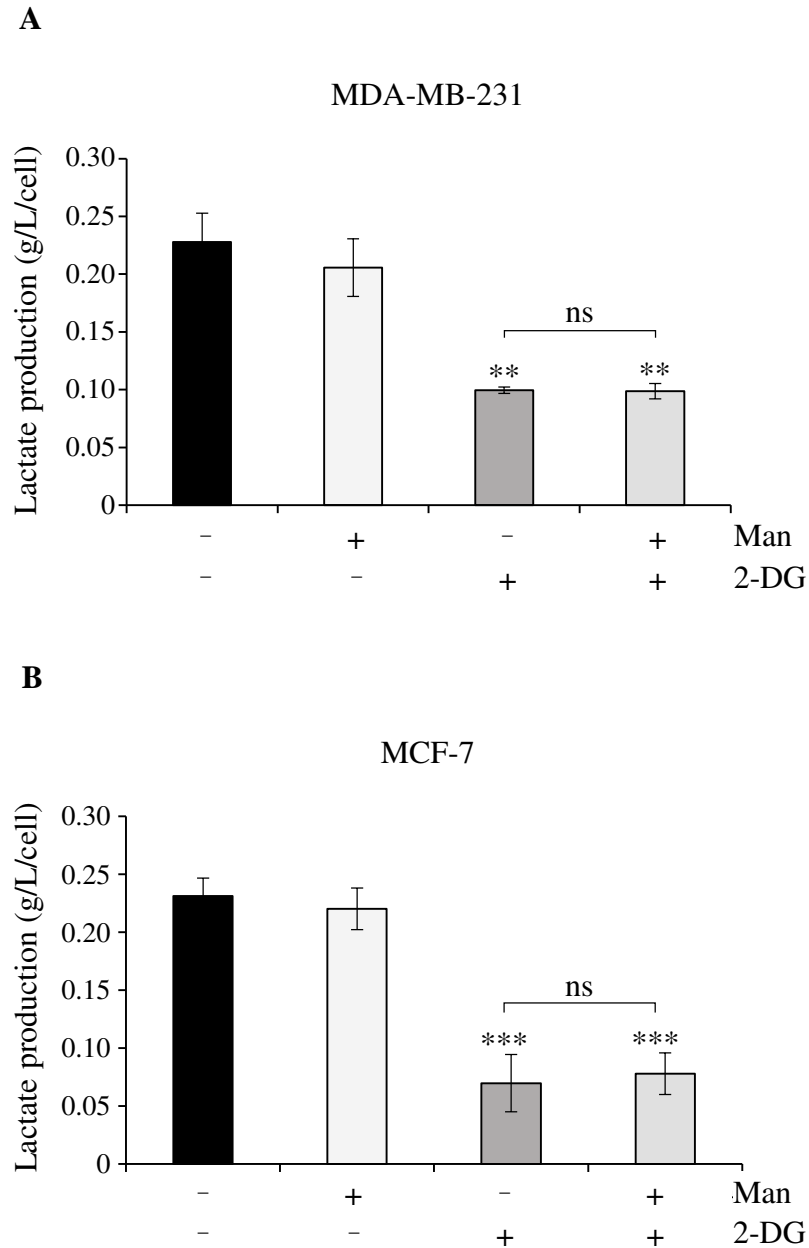 A
MDA-MB-231
Lactate production (g/L/cell)
0.30
0.25
0.20
0.15
0.10
0.05
0
ns
** **
– + – + Man
– – + + 2-DG
B
MCF-7
Lactate production (g/L/cell)
0.30
0.25
0.20
0.15
0.10
0.05
0
ns
*** ***
– + – + Man
– – + + 2-DG